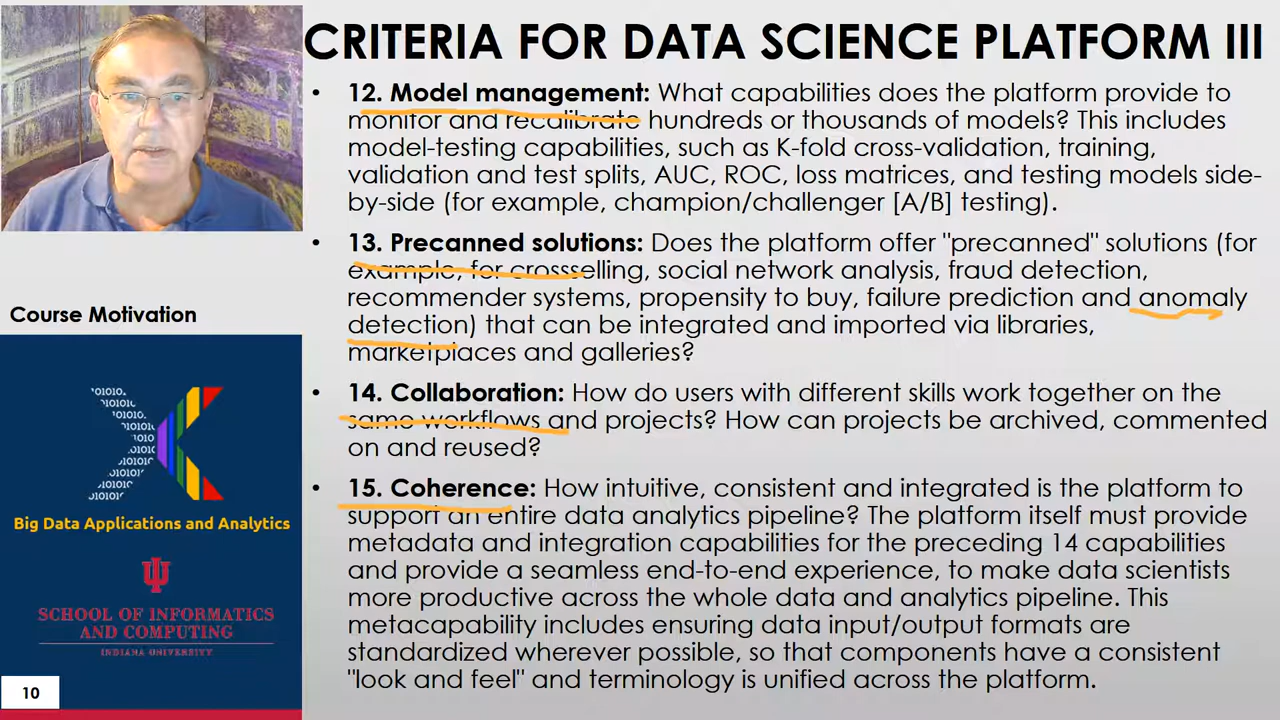 CRITERIA FOR DATA SCIENCE PLATFORM III
• 12. Model management: What capabilities does the platform provide to
monitor and recalibrate hundreds or thousands of models? This includes
model-testing capabilities, such as K-fold cross-validation, training,
validation and test splits, AUC, ROC, loss matrices, and testing models side-
by-side (for example, champion/challenger [A/B] testing).
• 13. Precanned solutions: Does the platform offer "precanned" solutions (for
example, for crossselling, social network analysis, fraud detection,
recommender systems, propensity to buy, failure prediction and anomaly
detection) that can be integrated and imported via libraries,
marketplaces and galleries?
• 14. Collaboration: How do users with different skills work together on the
same workflows and projects? How can projects be archived, commented
on and reused?
• 15. Coherence: How intuitive, consistent and integrated is the platform to
support an entire data analytics pipeline? The platform itself must provide
metadata and integration capabilities for the preceding 14 capabilities
and provide a seamless end-to-end experience, to make data scientists
more productive across the whole data and analytics pipeline. This
metacapability includes ensuring data input/output formats are
standardized wherever possible, so that components have a consistent
"look and feel" and terminology is unified across the platform.
Course Motivation
Big Data Applications and Analytics
SCHOOL OF INFORMATICS
AND COMPUTING
INDIANA UNIVERSITY
10